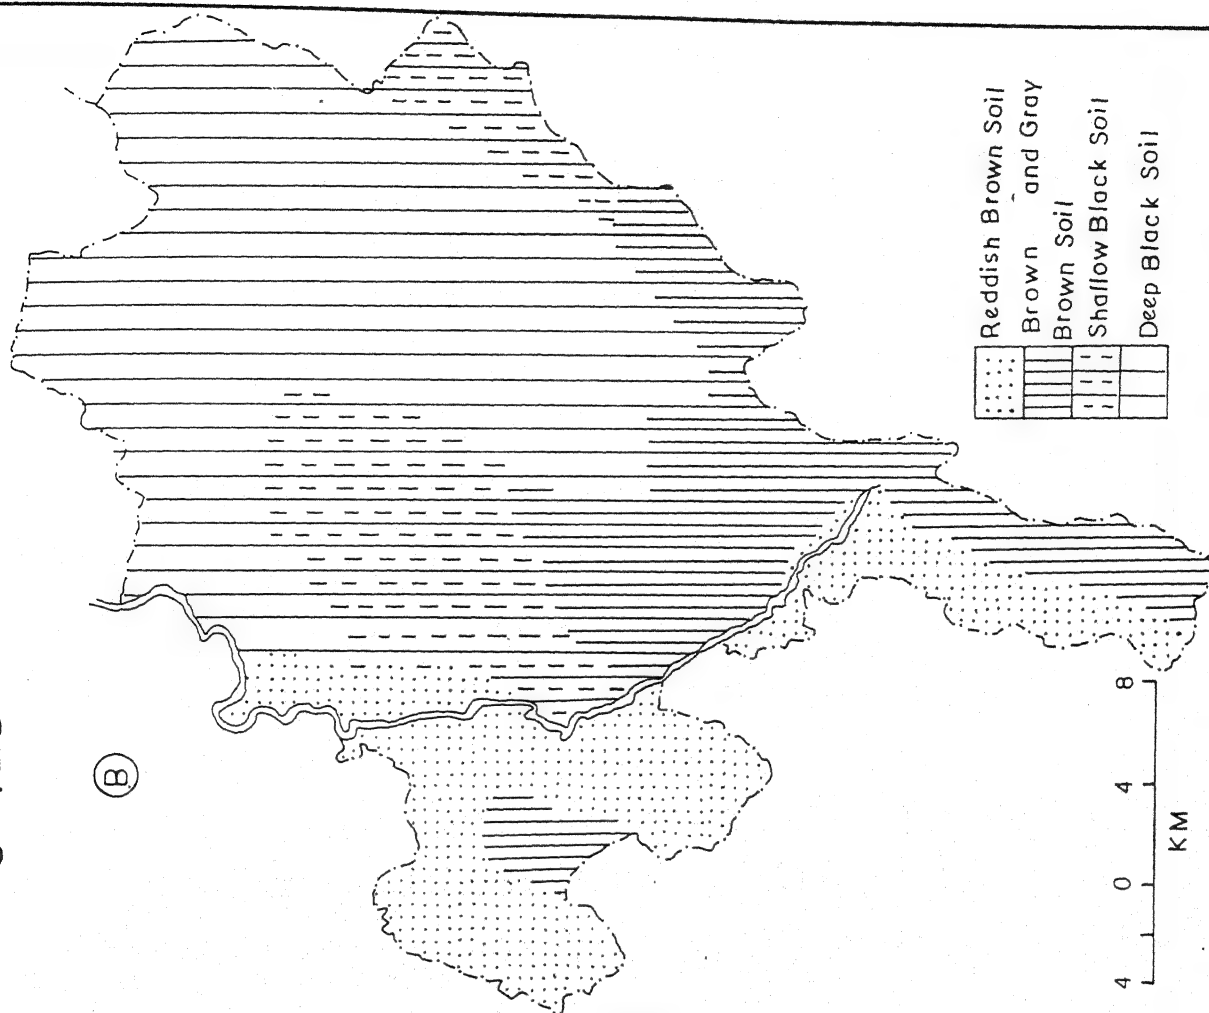 B
Reddish Brown Soil
Brown and Gray
Brown Soil
Shallow Black Soil
Deep Black Soil
4 0 4 8
KM